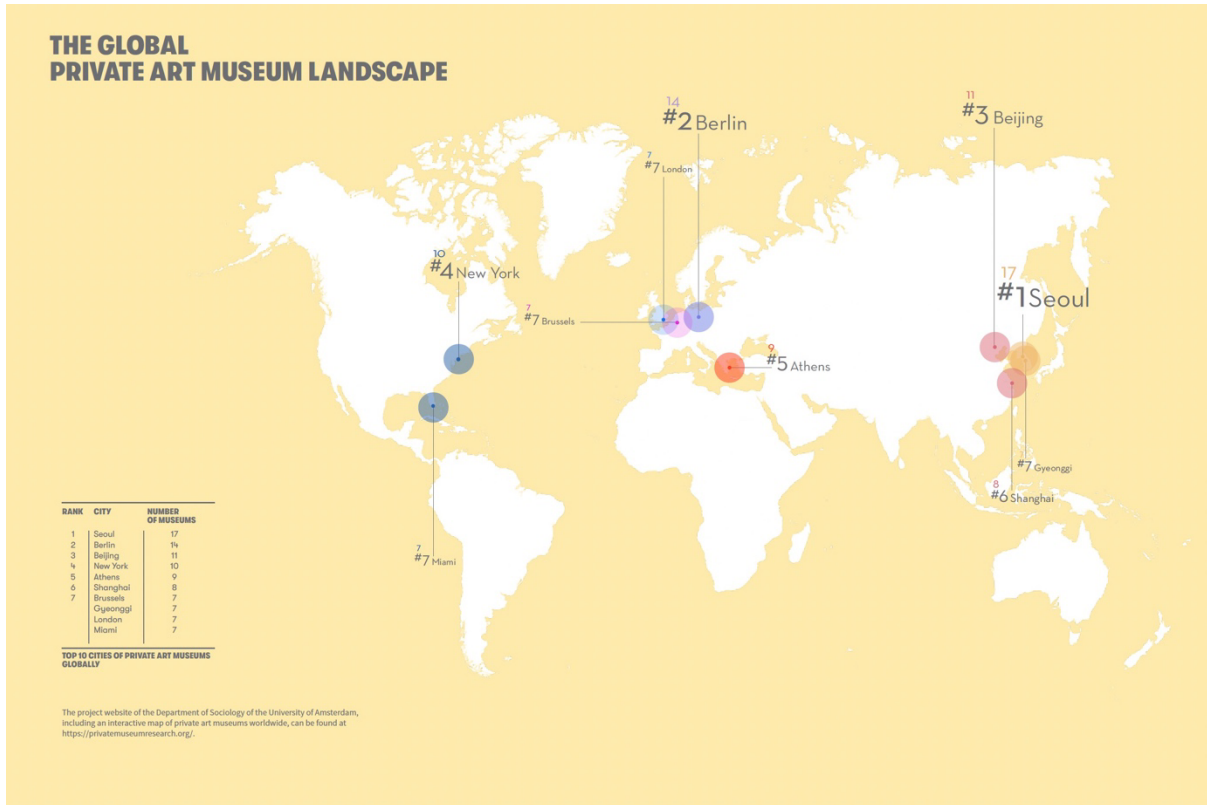 THE GLOBAL
PRIVATE ART MUSEUM LANDSCAPE
14
#2 Berlin
11
#3 Beijing
7
#7 London
10
#4 New York
17
#1 Seoul
7
#7 Brussels
9
#5 Athens
#7 Gyeonggi
8
#6 Shanghai
7
#7 Miami
RANK CITY NUMBER
OF MUSEUMS
1 Seoul 17
2 Berlin 14
3 Beijing 11
4 New York 10
5 Athens 9
6 Shanghai 8
7 Brussels 7
Gyeonggi 7
London 7
Miami 7
TOP 10 CITIES OF PRIVATE ART MUSEUMS
GLOBALLY
The project website of the Department of Sociology of the University of Amsterdam,
including an interactive map of private art museums worldwide, can be found at
https://privatemuseumresearch.org/.